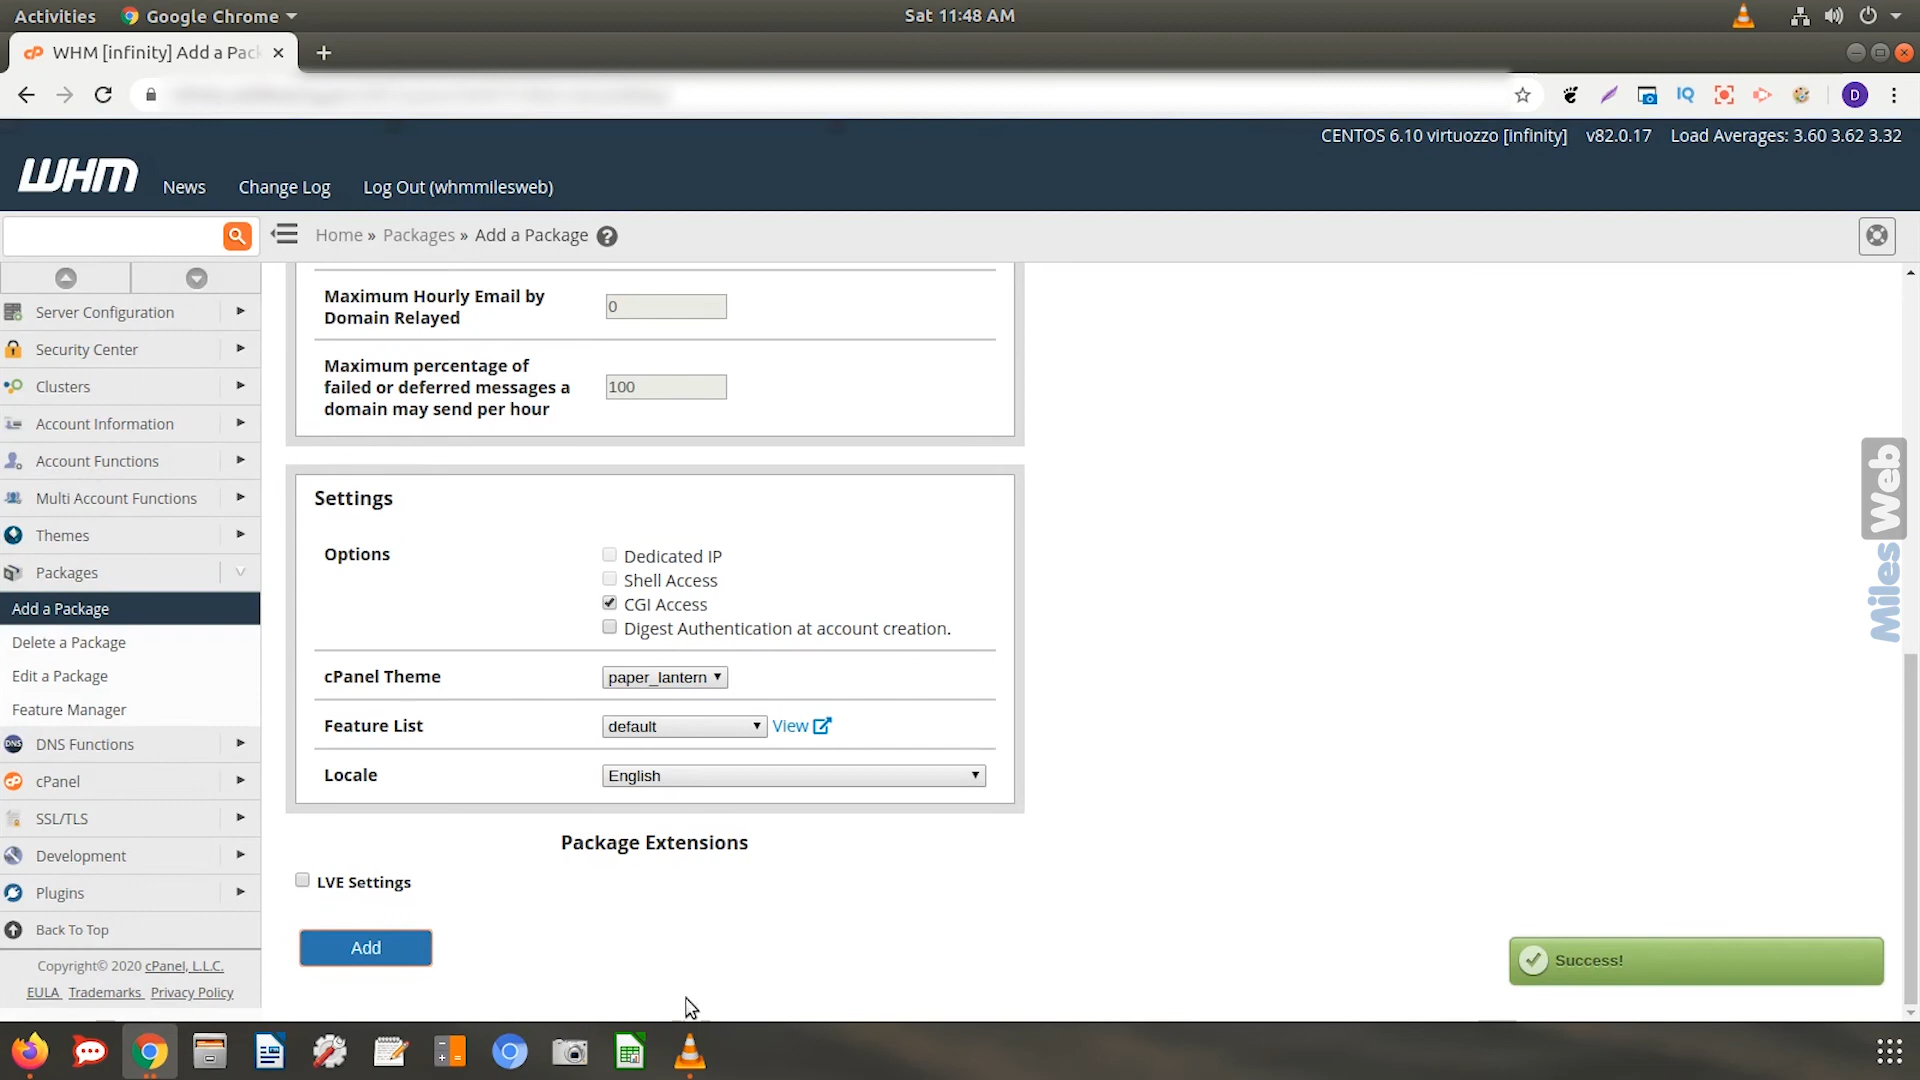 Activities
Google Chrome
Sat 11:48 AM
WHM [infinity] Add a Pac
D
CENTOS 6.10 virtuozzo [infinity] v82.0.17 Load Averages: 3.60 3.62 3.32
WHM
News
Change Log
Log Out (whmmilesweb)
Home » Packages » Add a Package
Server Configuration
Security Center
Clusters
Account Information
Account Functions
Multi Account Functions
Themes
Packages
Add a Package
Delete a Package
Edit a Package
Feature Manager
DNS Functions
cPanel
SSL/TLS
Development
Plugins
Back To Top
Copyright© 2020 cPanel, L.L.C.
EULA Trademarks Privacy Policy
Maximum Hourly Email by
Domain Relayed
0
Maximum percentage of
failed or deferred messages a
domain may send per hour
100
Settings
Options
Dedicated IP
Shell Access
CGI Access
Digest Authentication at account creation.
cPanel Theme
paper_lantern
Feature List
default
View
Locale
English
Package Extensions
LVE Settings
Add
Success!
MilesWeb
DNS
IQ